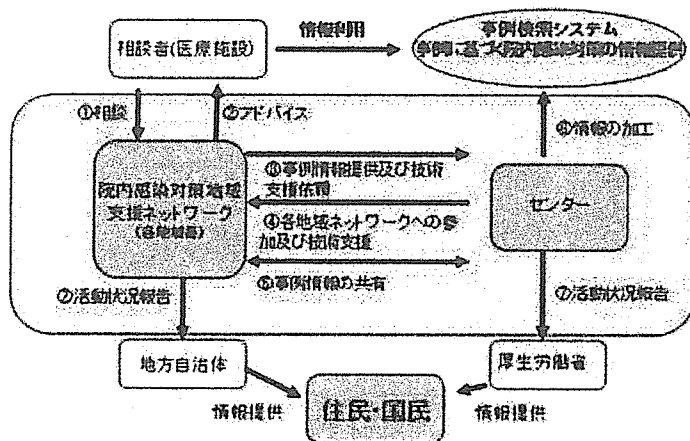 情報利用
相談者(医療施設)
事例検索システム
事例に基づく院内感染対策の情報提供)
①相談
②アドバイス
⑥情報の加工
院内感染対策地域
支援ネットワーク
(各地域毎)
③事例情報提供及び技術
支援依頼
センター
④各地域ネットワークへの参
加及び技術支援
⑤事例情報の共有
⑦活動状況報告
⑦活動状況報告
地方自治体
厚生労働省
情報提供
住民・国民
情報提供